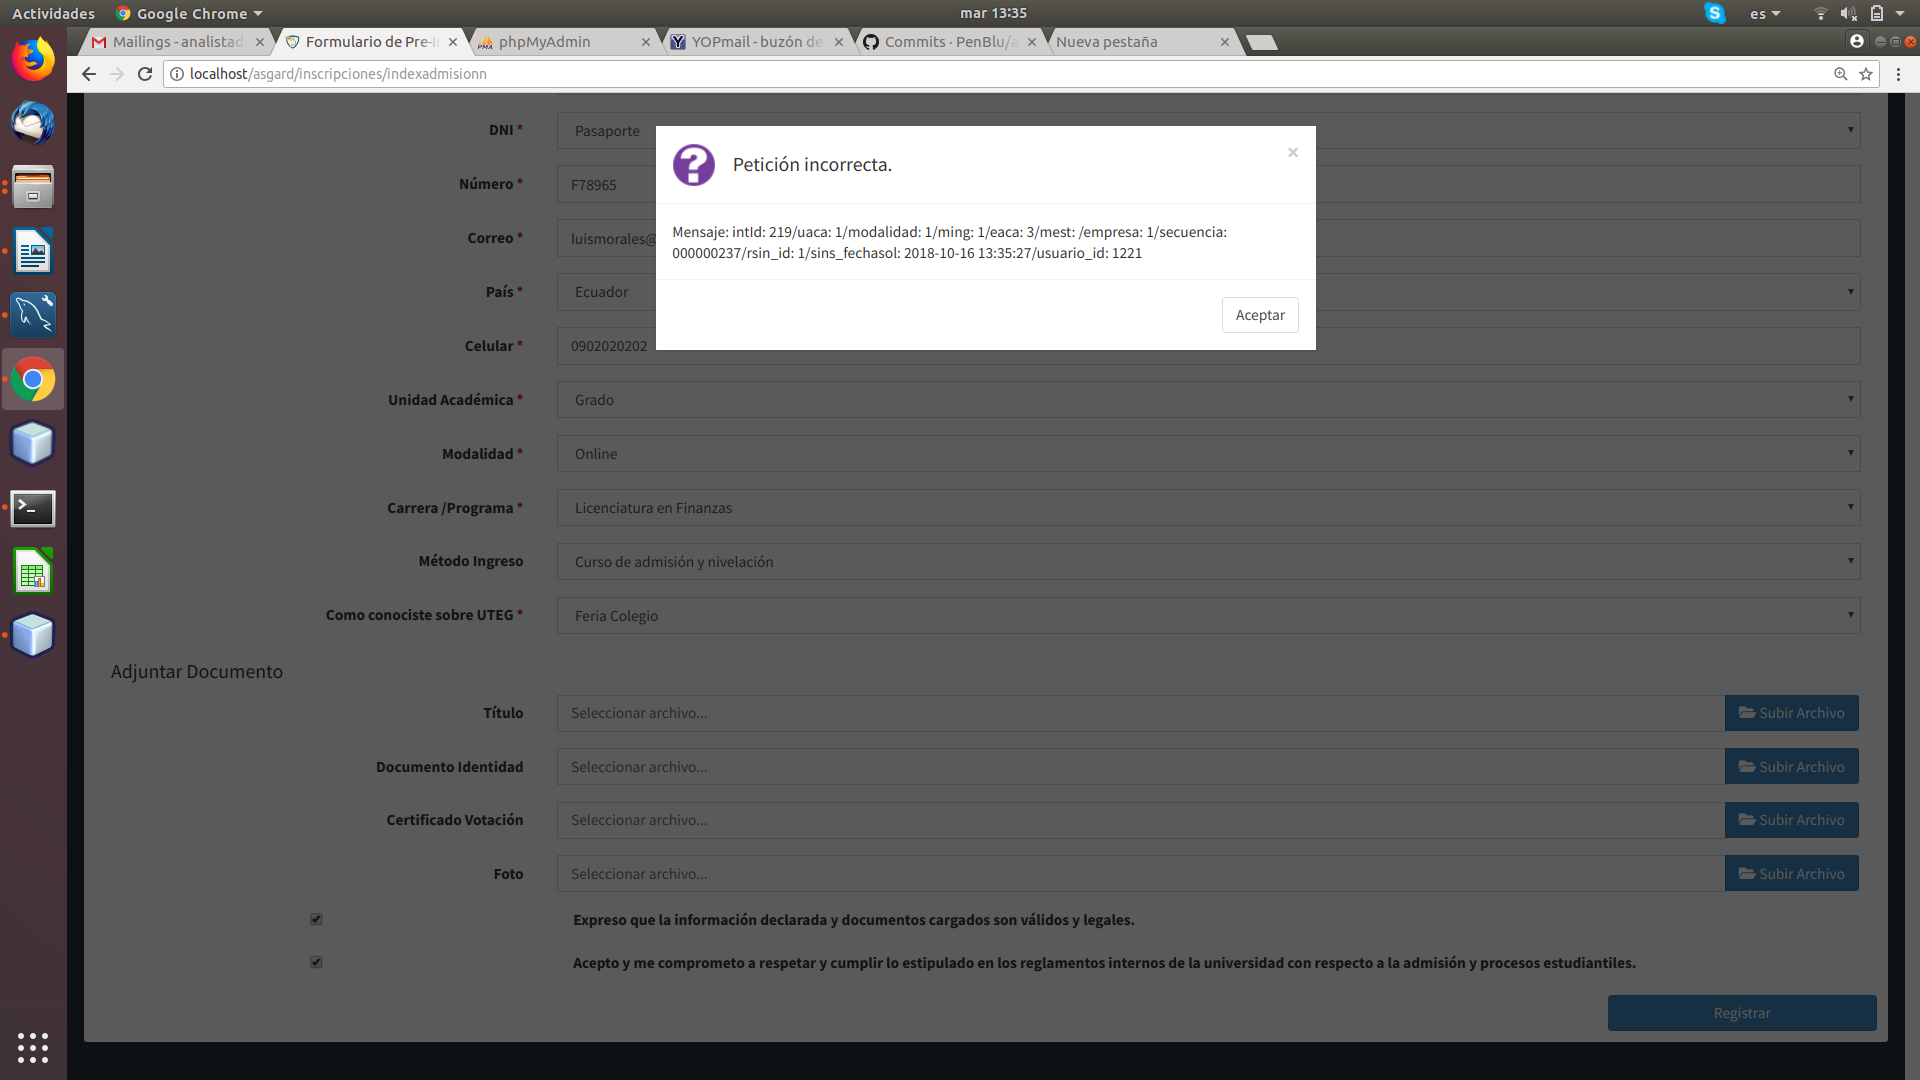 Actividades
Google Chrome
mar 13:35
es
Mailings - analistad
Formulario de Pre-I
phpMyAdmin
YOPmail - buzón de
Commits · PenBlu/a
Nueva pestaña
localhost/asgard/inscripciones/indexadmisionn
Petición incorrecta.
×
Mensaje: intId: 219/uaca: 1/modalidad: 1/ming: 1/eaca: 3/mest: /empresa: 1/secuencia:
000000237/rsin_id: 1/sins_fechasol: 2018-10-16 13:35:27/usuario_id: 1221
Aceptar
DNI * Pasaporte
Número * F78965
Correo * luismorales@
País * Ecuador
Celular * 0902020202
Unidad Académica * Grado
Modalidad * Online
Carrera /Programa * Licenciatura en Finanzas
Método Ingreso Curso de admisión y nivelación
Como conociste sobre UTEG * Feria Colegio
Adjuntar Documento
Título Seleccionar archivo... Subir Archivo
Documento Identidad Seleccionar archivo... Subir Archivo
Certificado Votación Seleccionar archivo... Subir Archivo
Foto Seleccionar archivo... Subir Archivo
Expreso que la información declarada y documentos cargados son válidos y legales.
Acepto y me comprometo a respetar y cumplir lo estipulado en los reglamentos internos de la universidad con respecto a la admisión y procesos estudiantiles.
Registrar